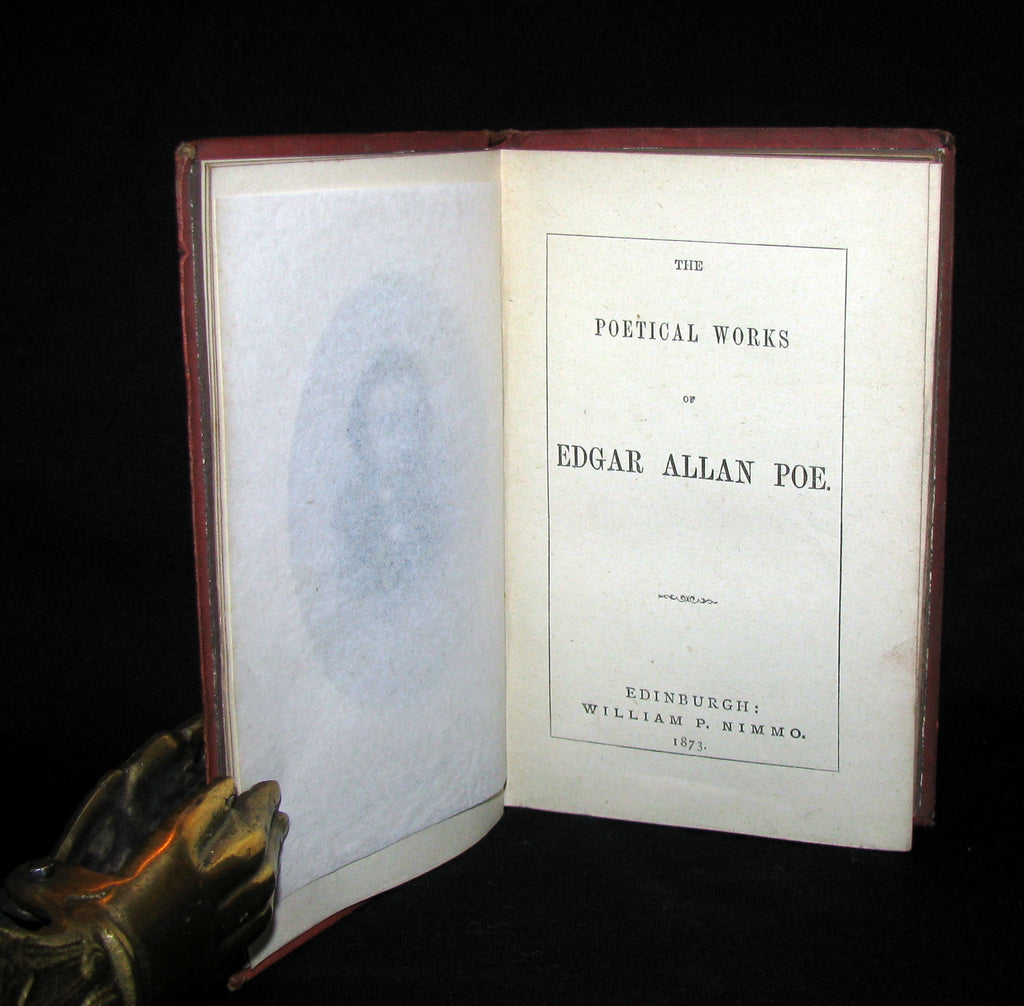 THE
POETICAL WORKS
OF
EDGAR ALLAN POE.
EDINBURGH:
WILLIAM P. NIMMO.
1873.